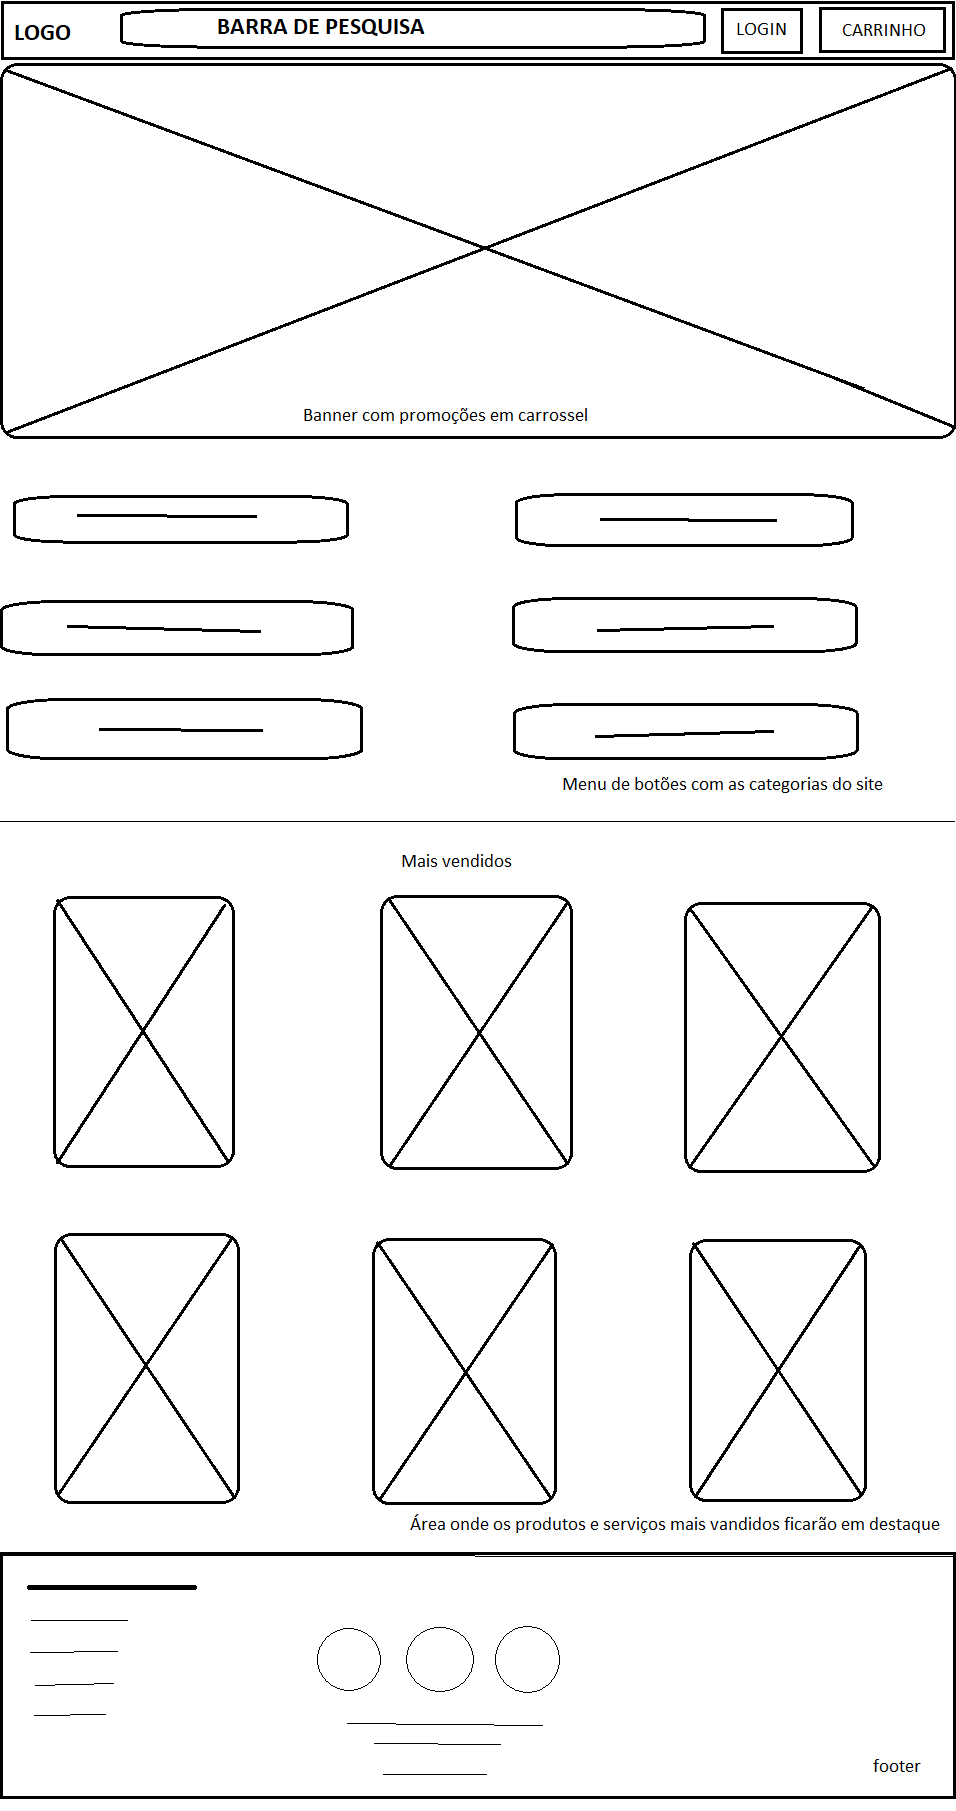 LOGO
BARRA DE PESQUISA
LOGIN
CARRINHO
Banner com promoções em carrossel
Menu de botões com as categorias do site
Mais vendidos
Área onde os produtos e serviços mais vandidos ficarão em destaque
footer